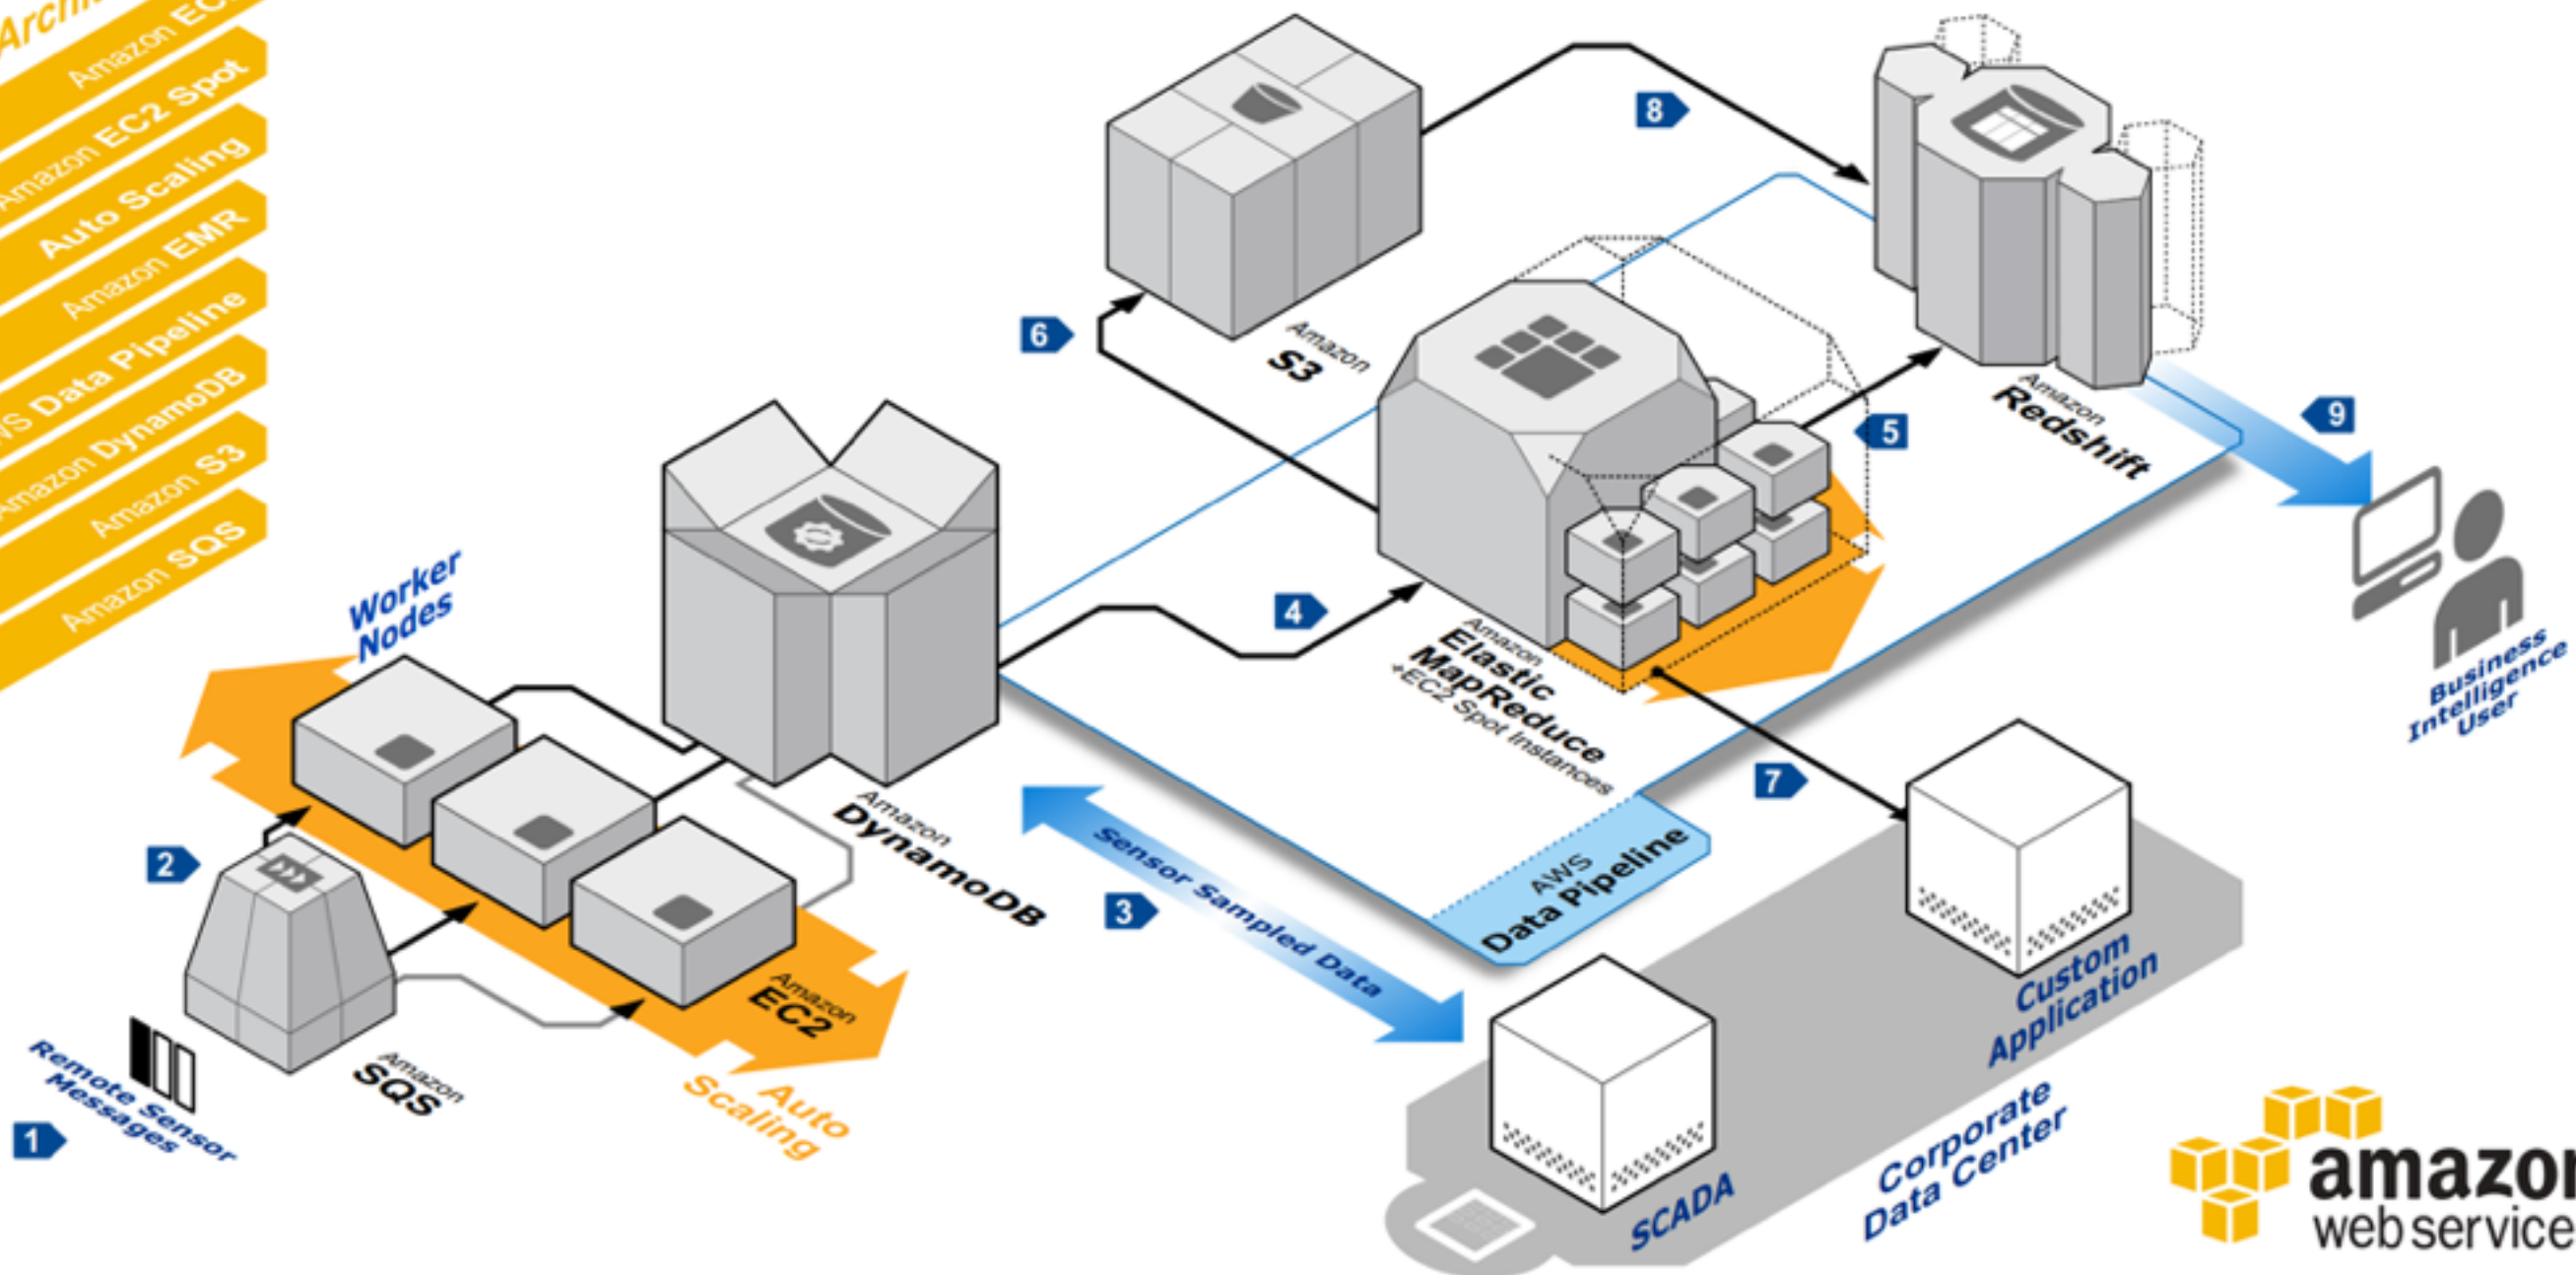 Amazon
Amazon EC2 Spot
Auto Scaling
Amazon EMR
Data Pipeline
Amazon DynamoDB
Amazon S3
Amazon SQS
Worker
Nodes
1
Remote Sensor
Messages
2
Amazon
SQS
Amazon
EC2
Auto
Scaling
Amazon
DynamoDB
3
Sensor Sampled Data
4
Amazon
Elastic
MapReduce
+EC2 Spot Instances
5
6
Amazon
S3
7
8
Amazon
Redshift
9
Business
Intelligence
User
AWS
Data Pipeline
Custom
Application
SCADA
Corporate
Data Center
amazon
web service